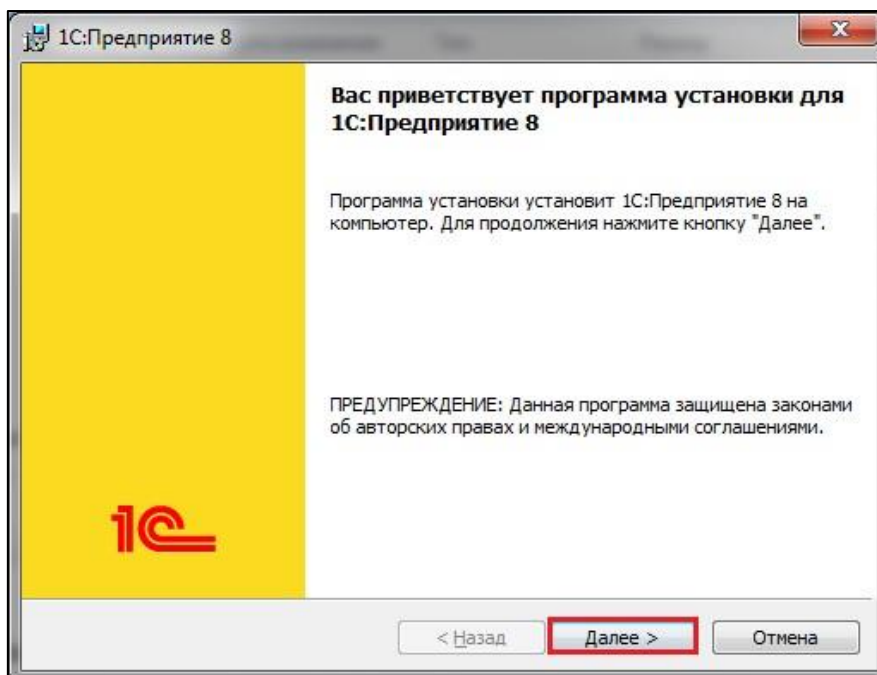 1С:Предприятие 8
Вас приветствует программа установки для
1С:Предприятие 8
Программа установки установит 1С:Предприятие 8 на
компьютер. Для продолжения нажмите кнопку "Далее".
ПРЕДУПРЕЖДЕНИЕ: Данная программа защищена законами
об авторских правах и международными соглашениями.
1С
< Назад
Далее >
Отмена